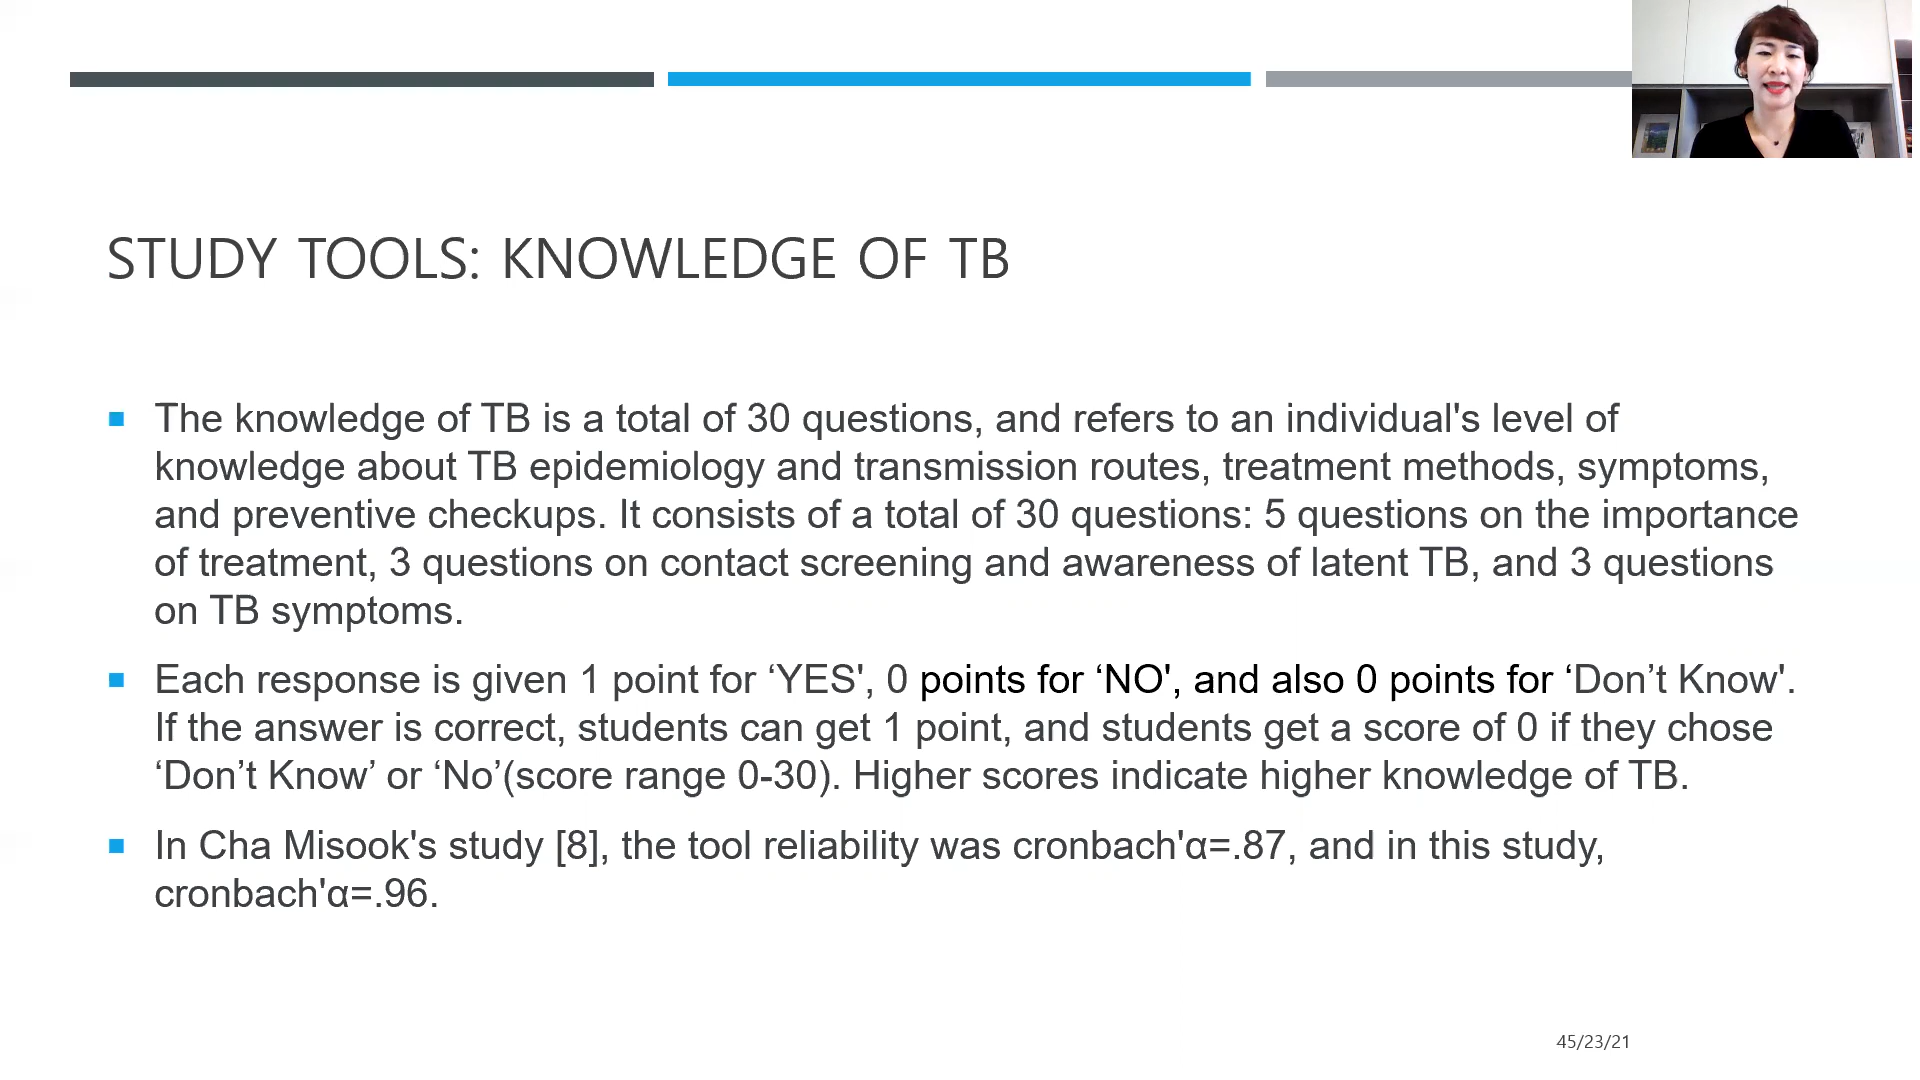 STUDY TOOLS: KNOWLEDGE OF TB
The knowledge of TB is a total of 30 questions, and refers to an individual's level of
knowledge about TB epidemiology and transmission routes, treatment methods, symptoms,
and preventive checkups. It consists of a total of 30 questions: 5 questions on the importance
of treatment, 3 questions on contact screening and awareness of latent TB, and 3 questions
on TB symptoms.
Each response is given 1 point for ‘YES', 0 points for ‘NO', and also 0 points for ‘Don’t Know'.
If the answer is correct, students can get 1 point, and students get a score of 0 if they chose
‘Don’t Know’ or ‘No’(score range 0-30). Higher scores indicate higher knowledge of TB.
In Cha Misook's study [8], the tool reliability was cronbach'α=.87, and in this study,
cronbach'α=.96.
45/23/21